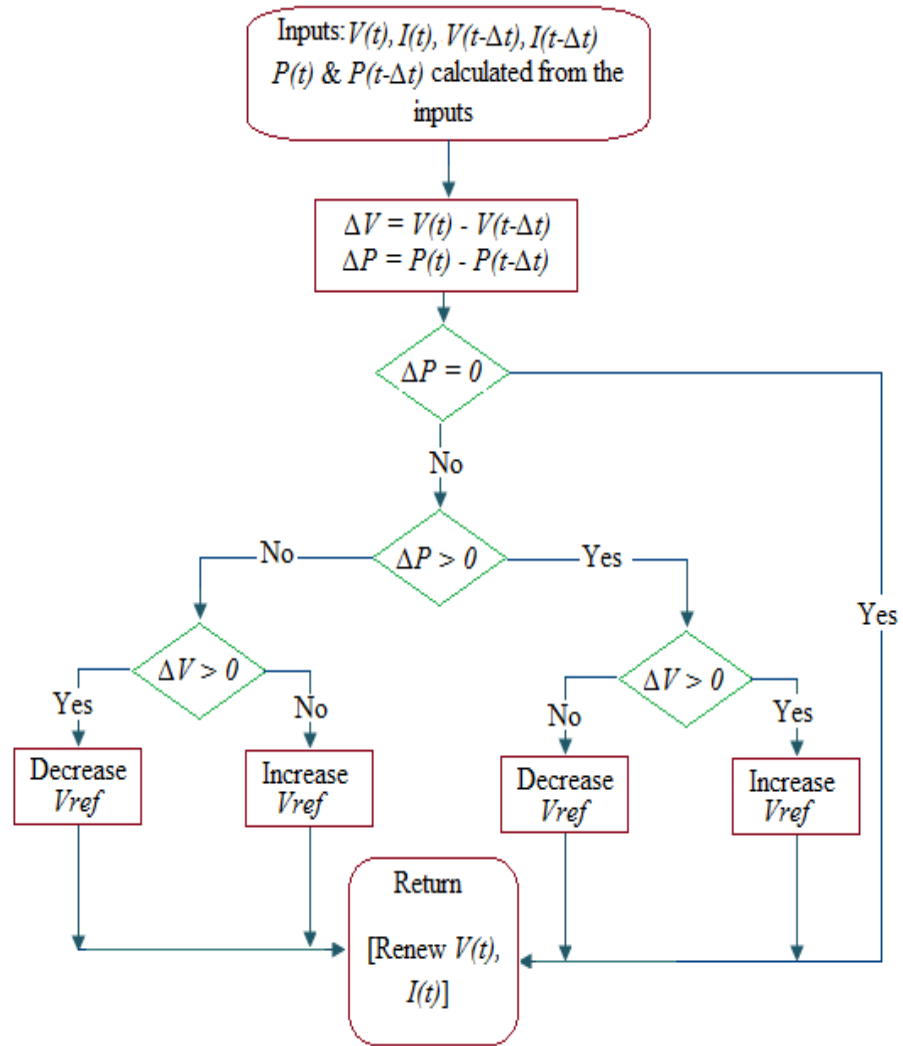 Inputs: V(t), I(t), V(t-Δt), I(t-Δt)
P(t) & P(t-Δt) calculated from the
inputs
ΔV = V(t) - V(t-Δt)
ΔP = P(t) - P(t-Δt)
ΔP = 0
No
ΔP > 0
No
Yes
Yes
ΔV > 0
ΔV > 0
Yes
No
No
Yes
Decrease
Vref
Increase
Vref
Decrease
Vref
Increase
Vref
Return
[Renew V(t),
I(t)]